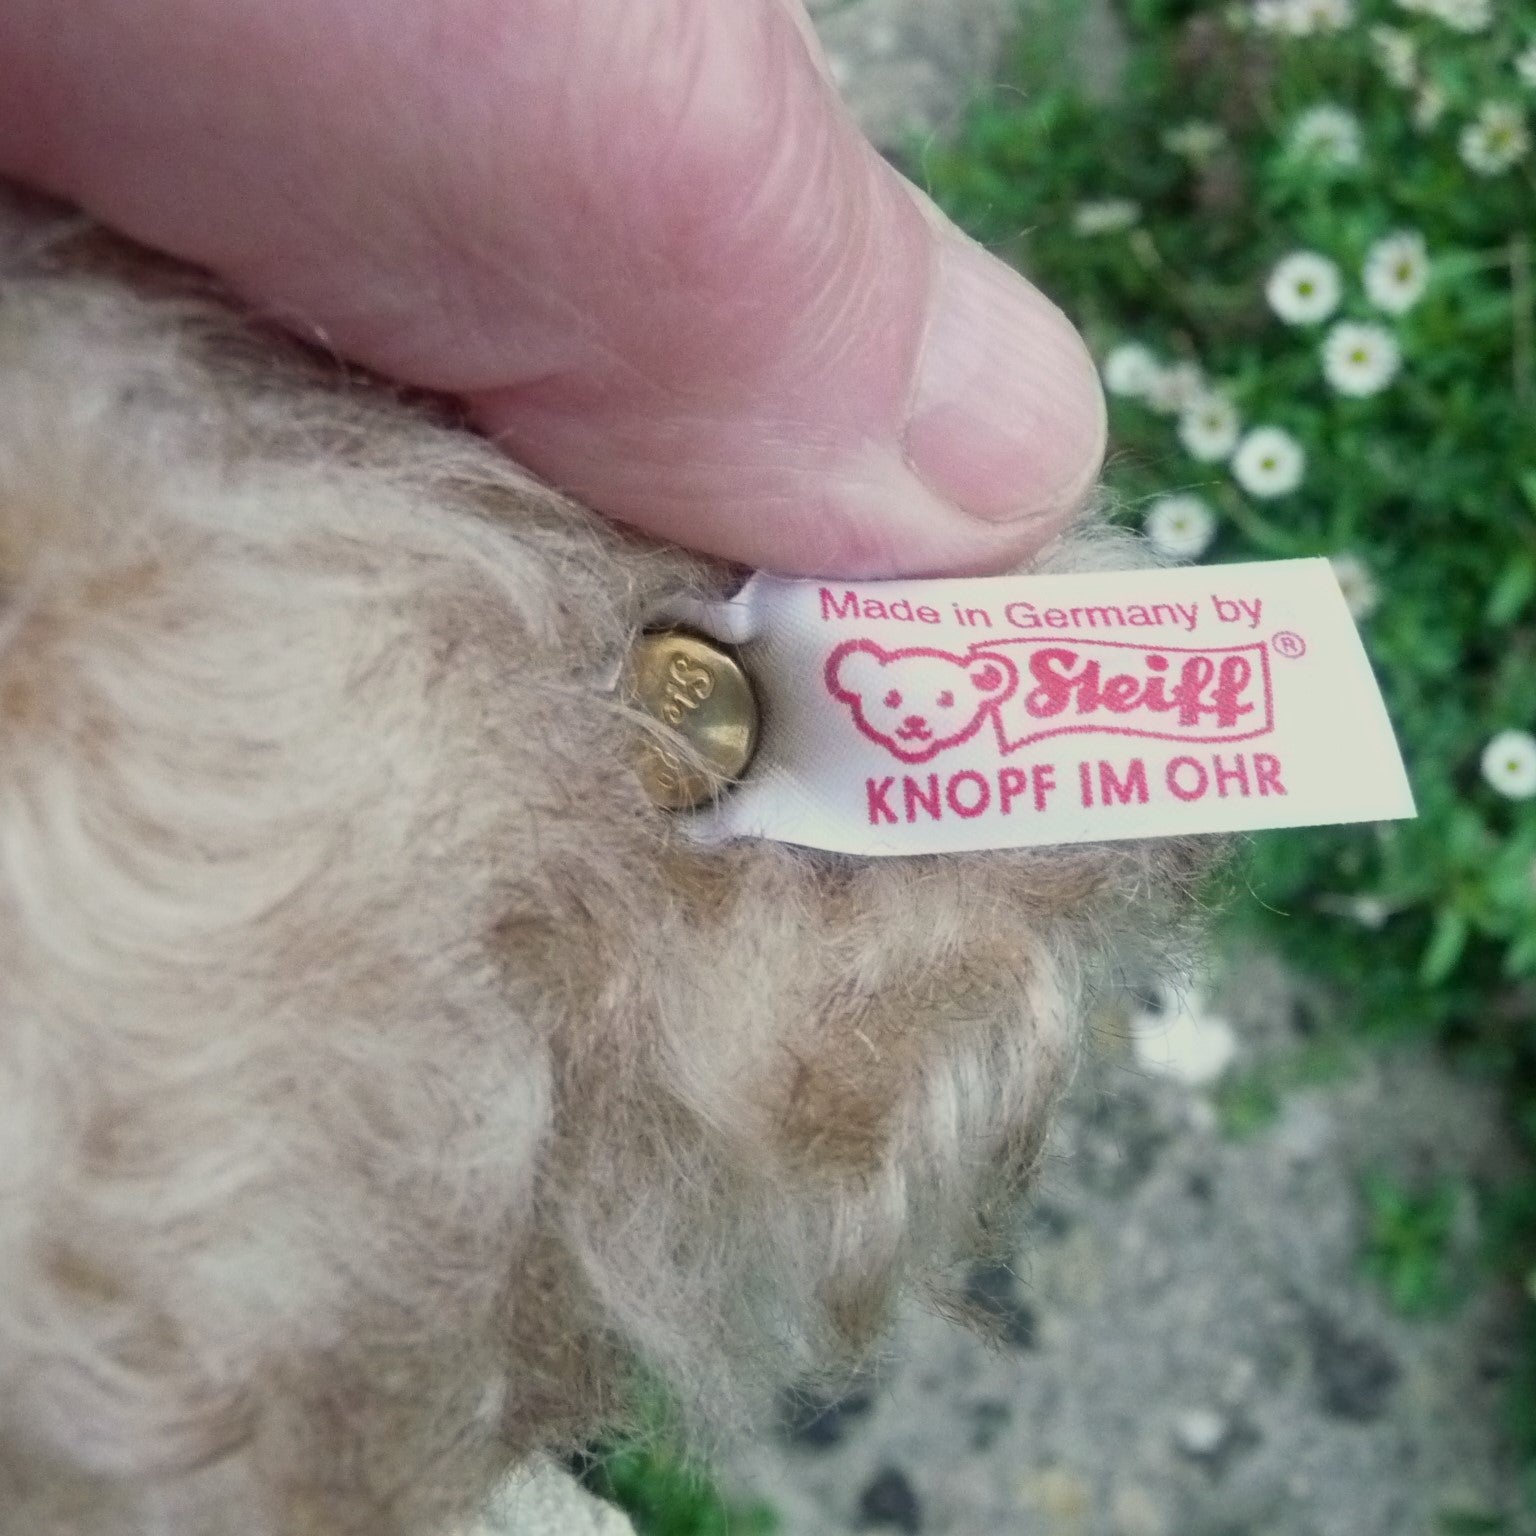 Made in Germany by
Steiff®
KNOPF IM OHR